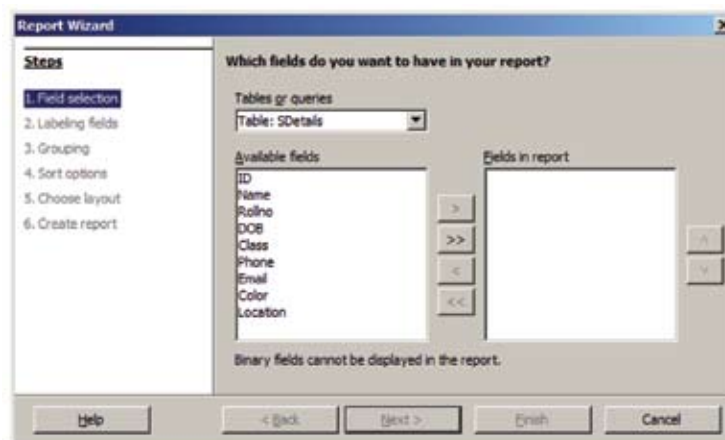 Report Wizard
Steps
1. Field selection
2. Labeling fields
3. Grouping
4. Sort options
5. Choose layout
6. Create report
Which fields do you want to have in your report?
Tables or queries
Table: SDetails
Available fields
ID
Name
Rollno
DOB
Class
Phone
Email
Color
Location
>
>>
<
<<
Fields in report
^
v
Binary fields cannot be displayed in the report.
Help
< Back
Next >
Finish
Cancel